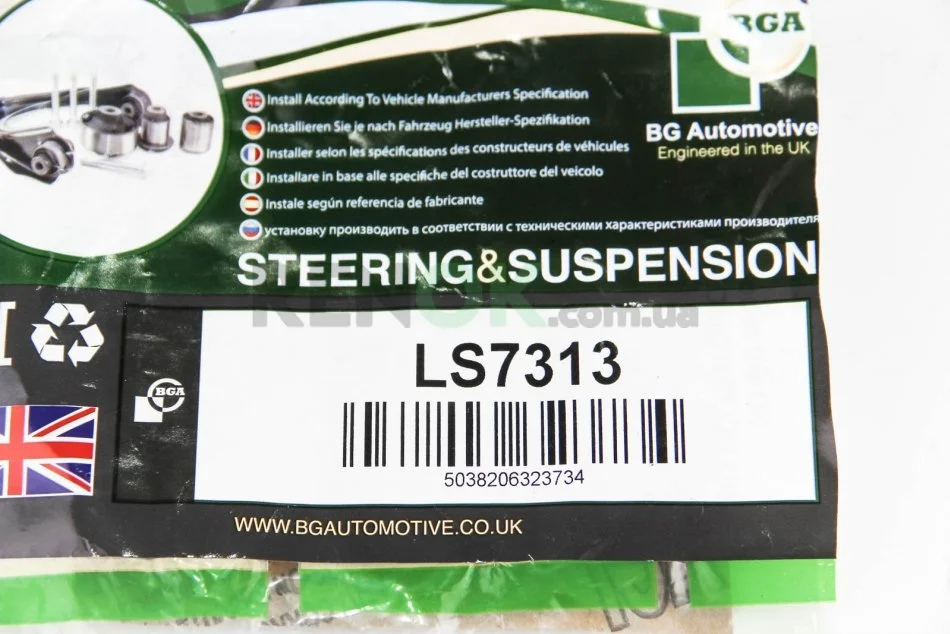 BGA
BG Automotive
Engineered in the UK
Install According To Vehicle Manufacturers Specification
Installieren Sie je nach Fahrzeug Hersteller-Spezifikation
Installer selon les spécifications des constructeurs de véhicules
Installare in base alle specifiche del costruttore del veicolo
Instale según referencia de fabricante
установку производить в соответствии с техническими характеристиками производителя
STEERING&SUSPENSION
RENOK.com.ua
LS7313
BGA
5038206323734
WWW.BGAUTOMOTIVE.CO.UK